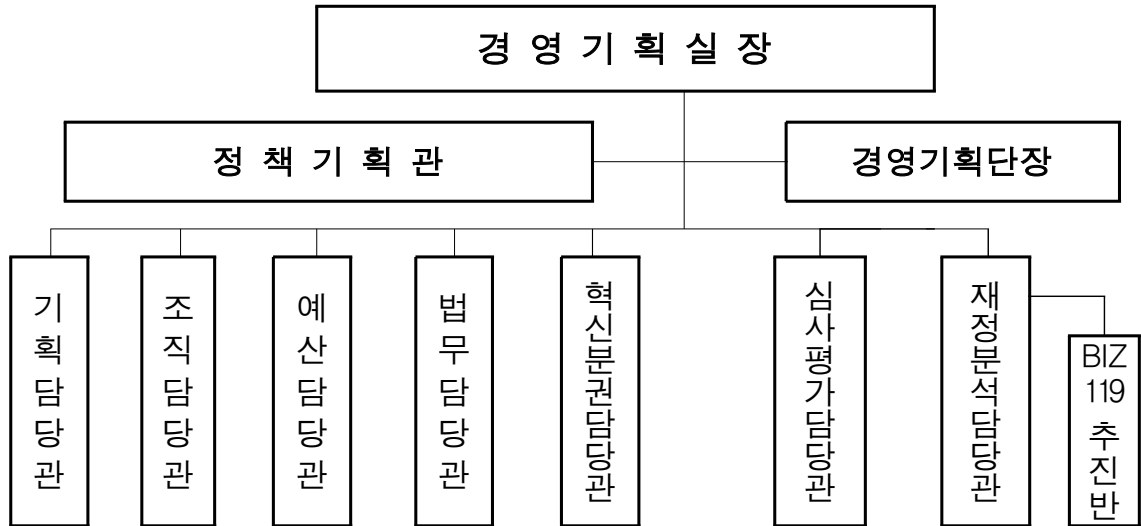 경 영 기 획 실 장
정 책 기 획 관
경영기획단장
기획담당관
조직담당관
예산담당관
법무담당관
혁신분권담당관
심사평가담당관
재정분석담당관
BIZ
119
추진반